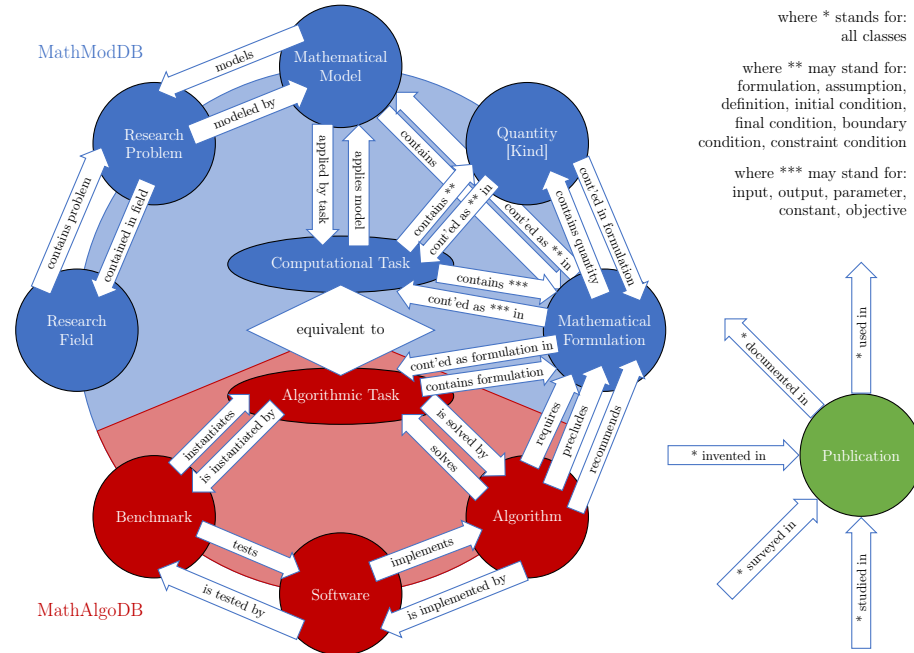 MathModDB
models
Mathematical
Model
where * stands for:
all classes
where ** may stand for:
formulation, assumption,
definition, initial condition,
final condition, boundary
condition, constraint condition
where *** may stand for:
input, output, parameter,
constant, objective
modeled by
Research
Problem
Quantity
[Kind]
contains problem
contained in field
applied by task
applies model
contains
contains **
cont'ed as ** in
cont'ed as ** in
contains quantity
cont'ed in formulation
Computational Task
contains ***
cont'ed as *** in
Research
Field
equivalent to
Mathematical
Formulation
cont'ed as formulation in
contains formulation
Algorithmic Task
instantiates
is instantiated by
is solved by
solves
requires
precludes
recommends
Benchmark
Algorithm
tests
implements
is tested by
Software
is implemented by
MathAlgoDB
* used in
* documented in
* invented in
Publication
* surveyed in
* studied in